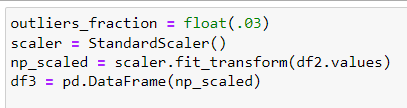 outliers_fraction = float(.03)
scaler = StandardScaler()
np_scaled = scaler.fit_transform(df2.values)
df3 = pd.DataFrame(np_scaled)